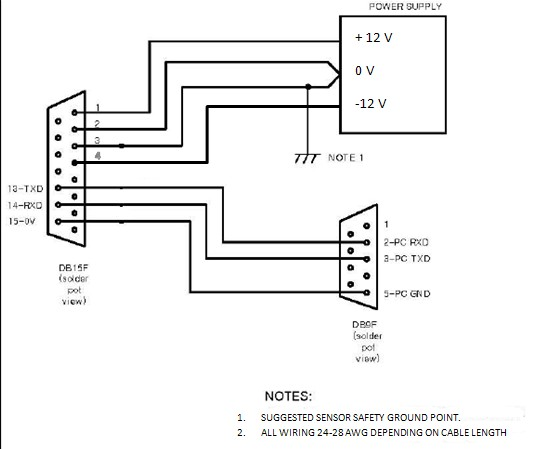 POWER SUPPLY
+ 12 V
0 V
-12 V
1
2
3
4
NOTE 1
13-TXD
14-RXD
15-0V
1
2-PC RXD
3-PC TXD
5-PC GND
DB15F
(solder
pot
view)
DB9F
(solder
pot
view)
NOTES:
1. SUGGESTED SENSOR SAFETY GROUND POINT.
2. ALL WIRING 24-28 AWG DEPENDING ON CABLE LENGTH